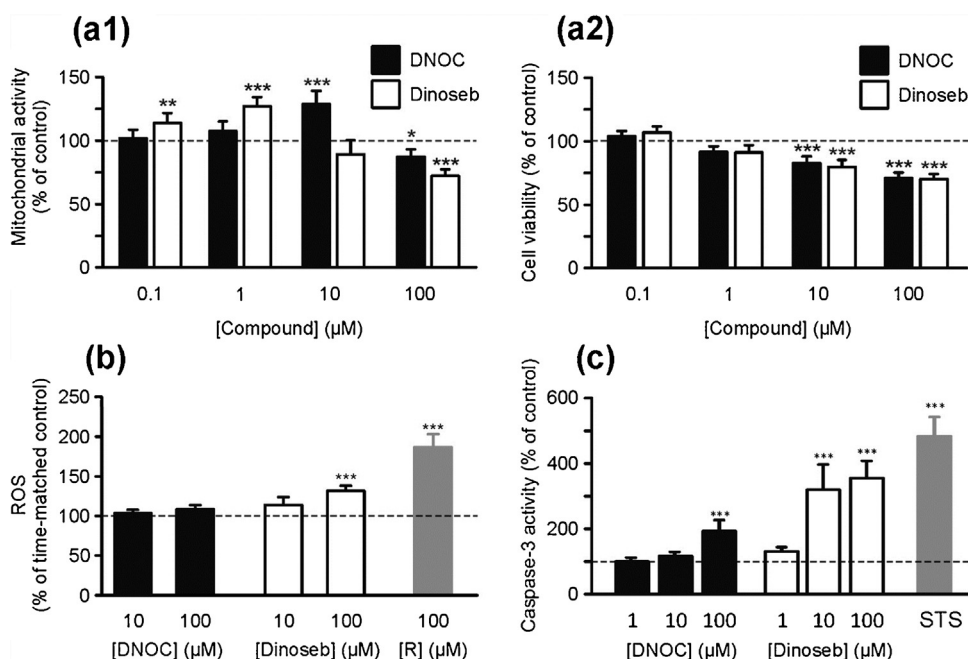 (a1)
DNOC
Dinoseb
Mitochondrial activity
(% of control)
150
100
50
0
** *** *** * ***
0.1 1 10 100
[Compound] (µM)
(a2)
DNOC
Dinoseb
Cell viability (% of control)
150
100
50
0
*** *** *** ***
0.1 1 10 100
[Compound] (µM)
(b)
ROS
(% of time-matched control)
250
200
150
100
50
0
*** ***
10 100 10 100 100
[DNOC] (µM) [Dinoseb] (µM) [R] (µM)
(c)
Caspase-3 activity (% of control)
600
400
200
0
*** *** *** ***
1 10 100 1 10 100 STS
[DNOC] (µM) [Dinoseb] (µM)